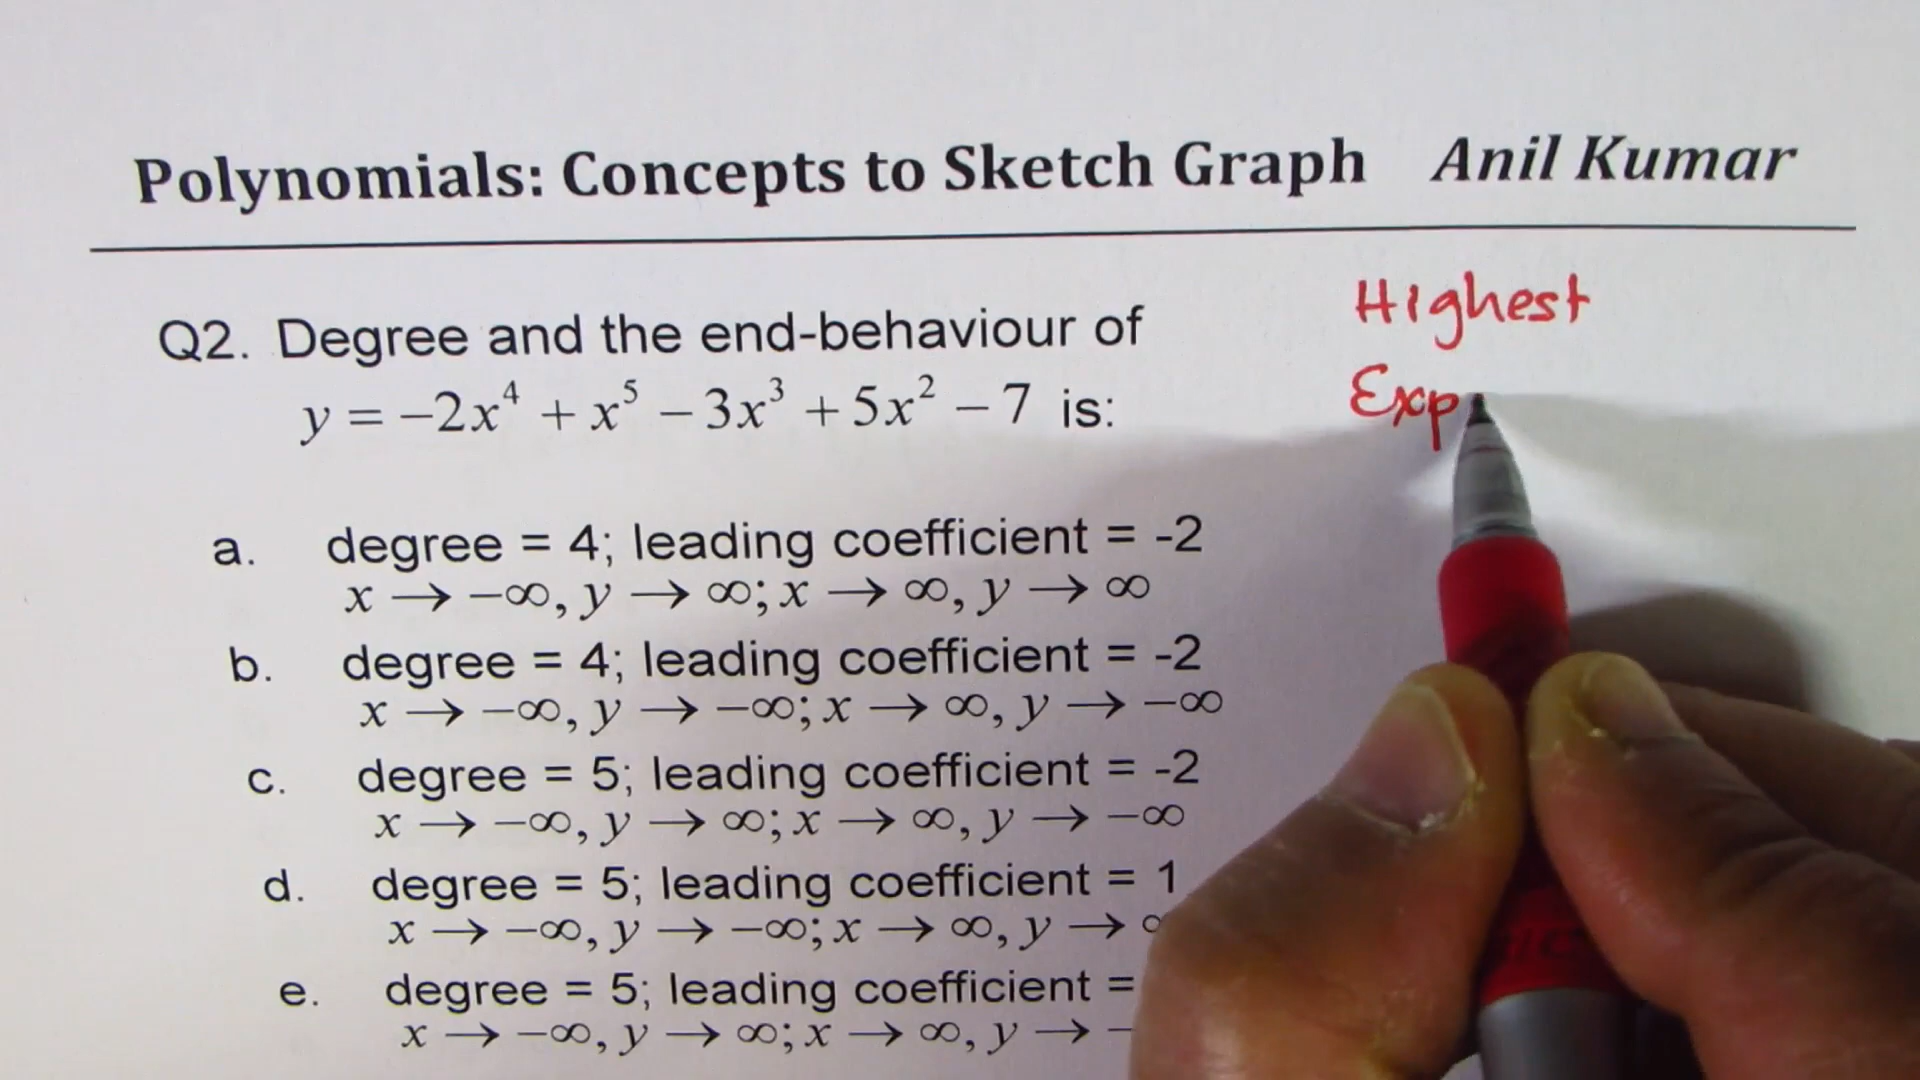 Polynomials: Concepts to Sketch Graph Anil Kumar
Highest
Q2. Degree and the end-behaviour of
Exp
y = −2x⁴ + x⁵ − 3x³ + 5x² − 7 is:
a. degree = 4; leading coefficient = -2
x → −∞, y → ∞; x → ∞, y → ∞
b. degree = 4; leading coefficient = -2
x → −∞, y → −∞; x → ∞, y → −∞
c. degree = 5; leading coefficient = -2
x → −∞, y → ∞; x → ∞, y → −∞
d. degree = 5; leading coefficient = 1
x → −∞, y → −∞; x → ∞, y →
e. degree = 5; leading coefficient =
x → −∞, y → ∞; x → ∞, y → −